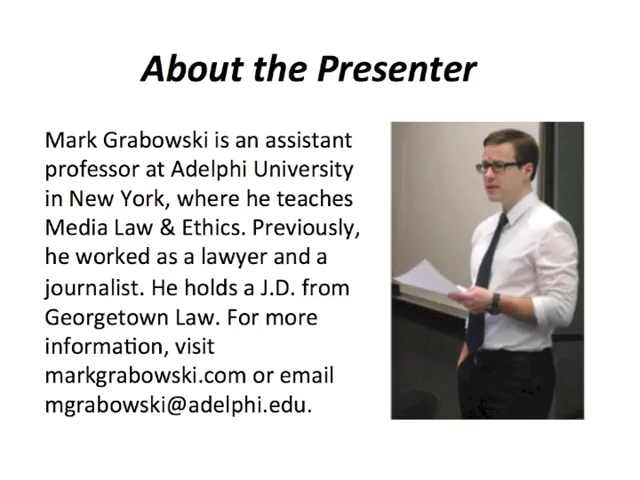 About the Presenter
Mark Grabowski is an assistant
professor at Adelphi University
in New York, where he teaches
Media Law & Ethics. Previously,
he worked as a lawyer and a
journalist. He holds a J.D. from
Georgetown Law. For more
information, visit
markgrabowski.com or email
mgrabowski@adelphi.edu.